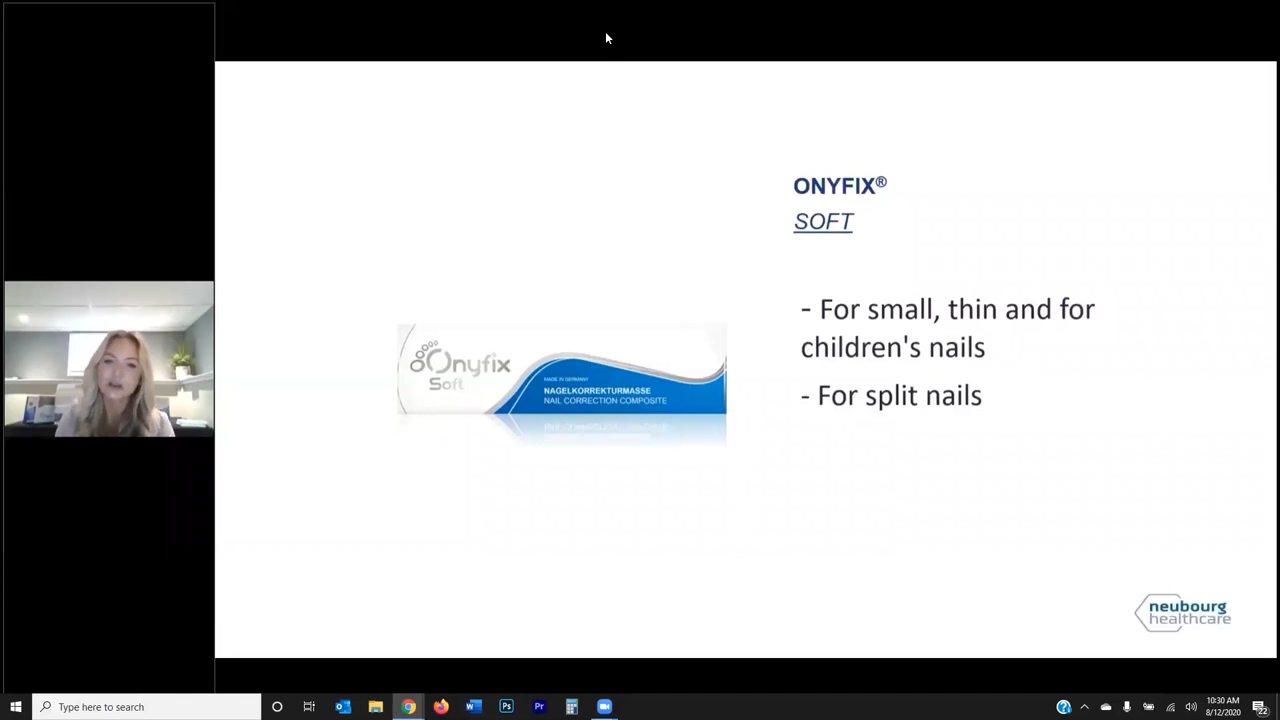 ONYFIX®
SOFT
- For small, thin and for
children's nails
- For split nails
Onyfix
Soft
MADE IN GERMANY
NAGELKORREKTURMASSE
NAIL CORRECTION COMPOSITE
neubourg
healthcare
Type here to search
10:30 AM
8/12/2020
22